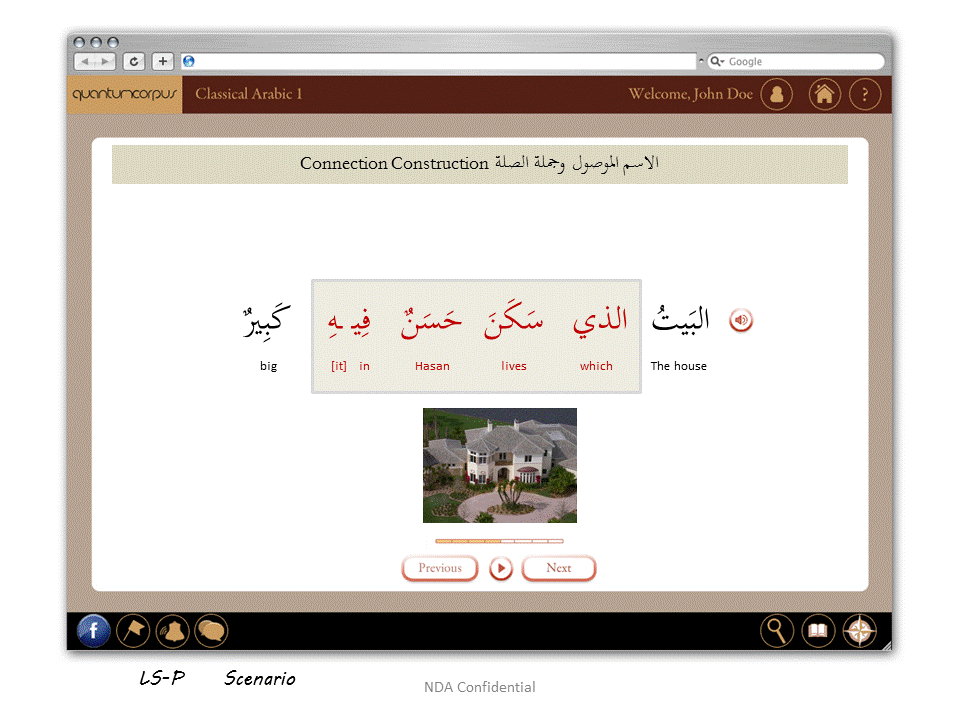 Google
quantumcorpus Classical Arabic 1 Welcome, John Doe ?
Connection Construction الاسم الموصول وجملة الصلة
البَيتُ الذي سَكَنَ حَسَنٌ فِيـهِ كَبِيرٌ
big [it] in Hasan lives which The house
Previous Next
f
LS-P Scenario
NDA Confidential